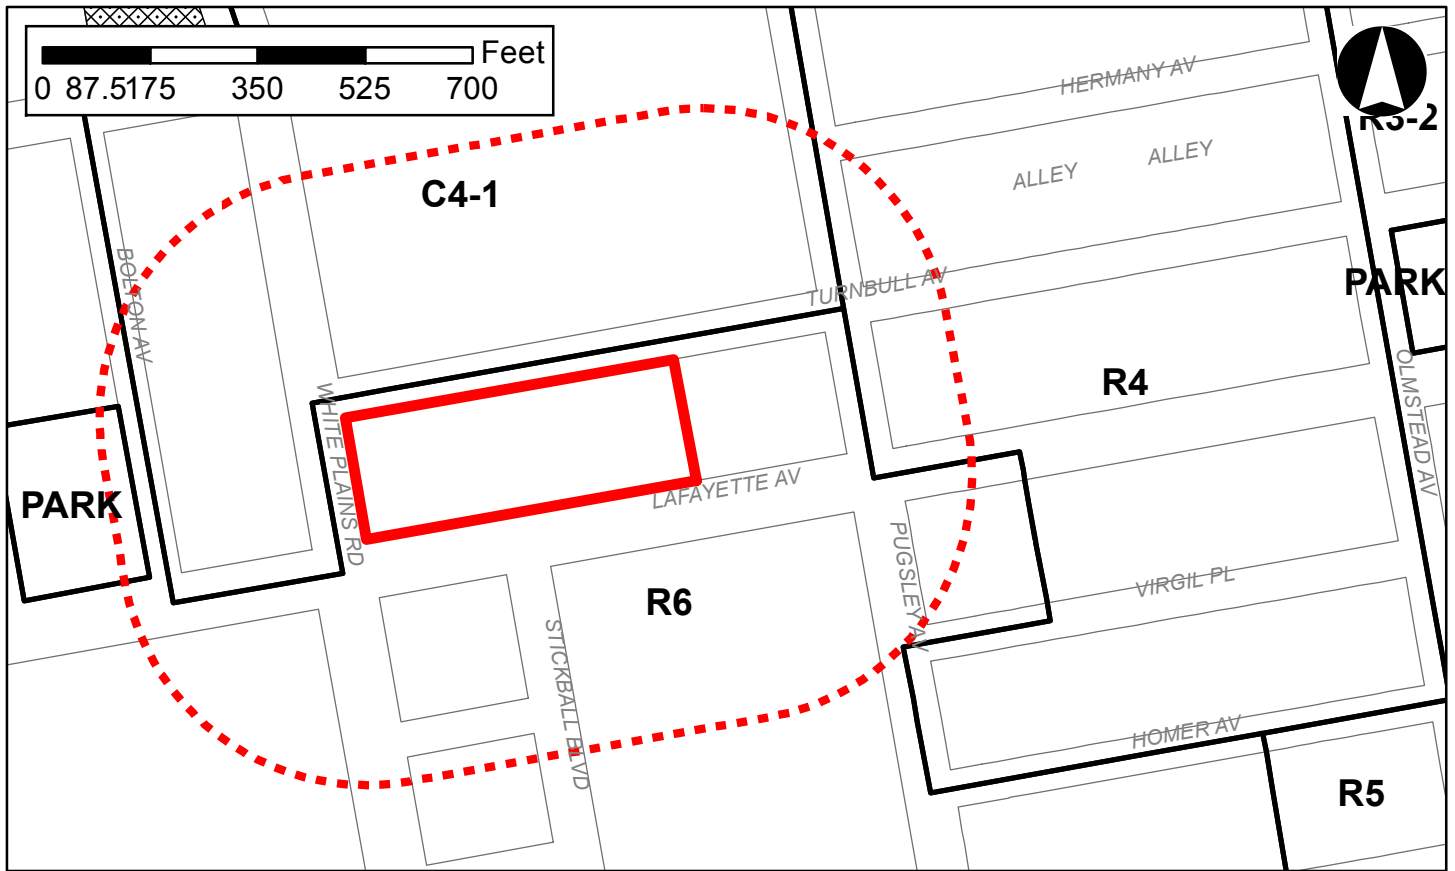 Feet
0 87.5175 350 525 700
HERMANY AV
R3-2
ALLEY ALLEY
C4-1
BOLTON AV
TURNBULL AV
PARK
R4
OLMSTEAD AV
WHITE PLAINS RD
PARK
LAFAYETTE AV
PUGSLEY AV
VIRGIL PL
R6
STICKBALL BLVD
HOMER AV
R5